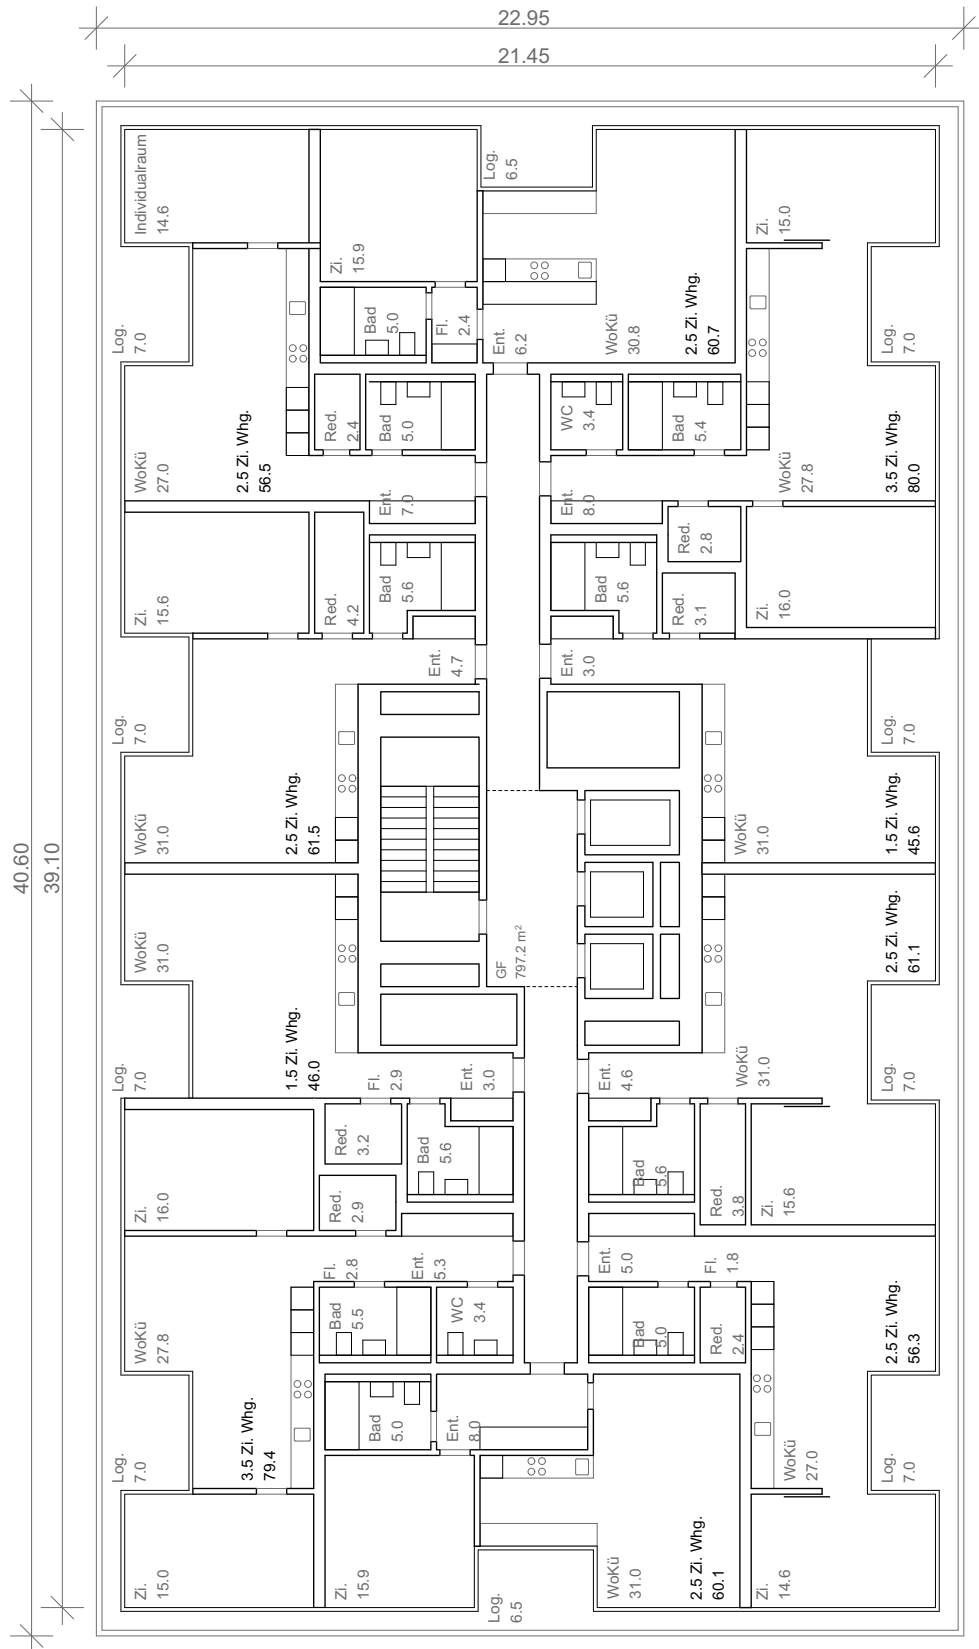 22.95
21.45
40.60
39.10
Individualraum
14.6
Zi.
15.9
Log.
6.5
Zi.
15.0
Log.
7.0
Bad
5.0
Fl.
2.4
Ent.
6.2
WoKü
30.8
2.5 Zi. Whg.
60.7
Log.
7.0
WoKü
27.0
2.5 Zi. Whg.
56.5
Red.
2.4
Bad
5.0
WC
3.4
Bad
5.4
WoKü
27.8
3.5 Zi. Whg.
80.0
Ent.
7.0
Ent.
8.0
Zi.
15.6
Red.
4.2
Bad
5.6
Bad
5.6
Red.
2.8
Red.
3.1
Zi.
16.0
Log.
7.0
Ent.
4.7
Ent.
3.0
Log.
7.0
WoKü
31.0
2.5 Zi. Whg.
61.5
WoKü
31.0
1.5 Zi. Whg.
45.6
WoKü
31.0
GF
797.2 m²
2.5 Zi. Whg.
61.1
Log.
7.0
1.5 Zi. Whg.
46.0
Fl.
2.9
Ent.
3.0
Ent.
4.6
WoKü
31.0
Log.
7.0
Zi.
16.0
Red.
3.2
Red.
2.9
Bad
5.6
Bad
5.6
Red.
3.8
Zi.
15.6
WoKü
27.8
Fl.
2.8
Ent.
5.3
Ent.
5.0
Fl.
1.8
2.5 Zi. Whg.
56.3
Bad
5.5
WC
3.4
Bad
5.0
Red.
2.4
Log.
7.0
3.5 Zi. Whg.
79.4
Bad
5.0
Ent.
8.0
WoKü
27.0
Log.
7.0
Zi.
15.0
Zi.
15.9
Log.
6.5
WoKü
31.0
2.5 Zi. Whg.
60.1
Zi.
14.6